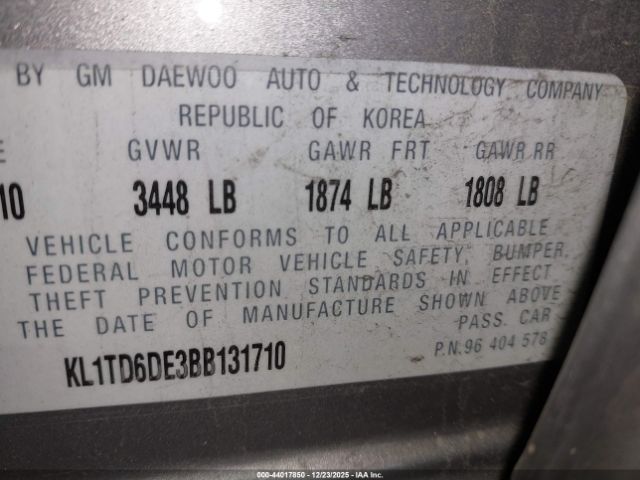 BY GM DAEWOO AUTO & TECHNOLOGY COMPANY
REPUBLIC OF KOREA
E GVWR GAWR FRT GAWR RR
10 3448 LB 1874 LB 1808 LB
VEHICLE CONFORMS TO ALL APPLICABLE
FEDERAL MOTOR VEHICLE SAFETY, BUMPER,
THEFT PREVENTION STANDARDS IN EFFECT
THE DATE OF MANUFACTURE SHOWN ABOVE
PASS. CAR
KL1TD6DE3BB131710
P.N.96 404 578
000-44017850 - 12/23/2025 - IAA Inc.